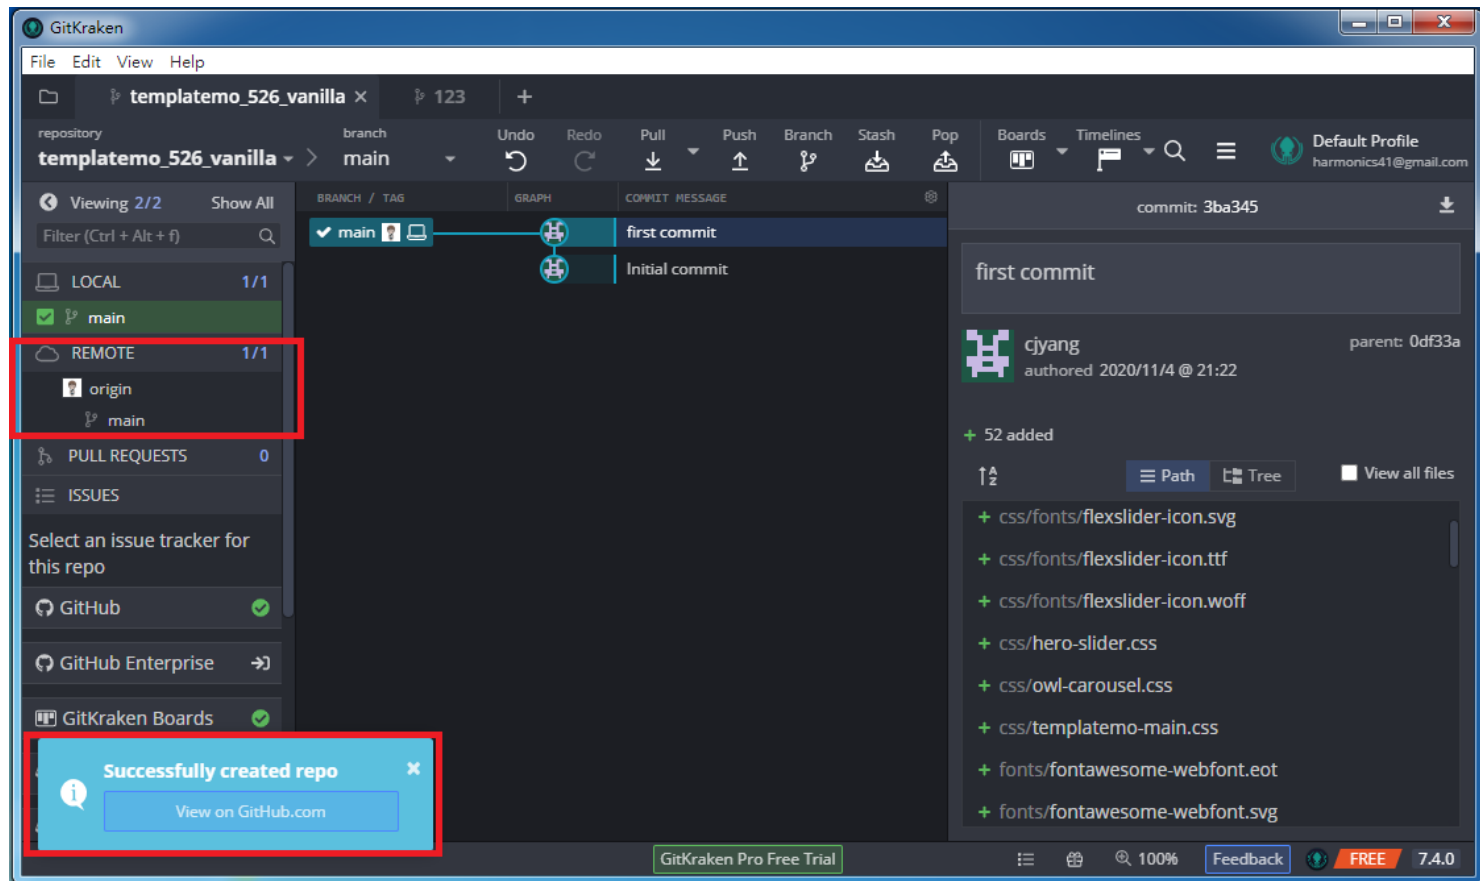 GitKraken
File Edit View Help
templatemo_526_vanilla
123
repository
templatemo_526_vanilla
branch
main
Undo
Redo
Pull
Push
Branch
Stash
Pop
Boards
Timelines
Default Profile
harmonics41@gmail.com
Viewing 2/2 Show All
Filter (Ctrl + Alt + f)
LOCAL 1/1
main
REMOTE 1/1
origin
main
PULL REQUESTS 0
ISSUES
Select an issue tracker for
this repo
GitHub
GitHub Enterprise
GitKraken Boards
Successfully created repo
View on GitHub.com
BRANCH / TAG GRAPH COMMIT MESSAGE
main first commit
Initial commit
commit: 3ba345
first commit
cjyang
authored 2020/11/4 @ 21:22
parent: 0df33a
+ 52 added
Path Tree View all files
+ css/fonts/flexslider-icon.svg
+ css/fonts/flexslider-icon.ttf
+ css/fonts/flexslider-icon.woff
+ css/hero-slider.css
+ css/owl-carousel.css
+ css/templatemo-main.css
+ fonts/fontawesome-webfont.eot
+ fonts/fontawesome-webfont.svg
GitKraken Pro Free Trial
100%
Feedback
FREE
7.4.0